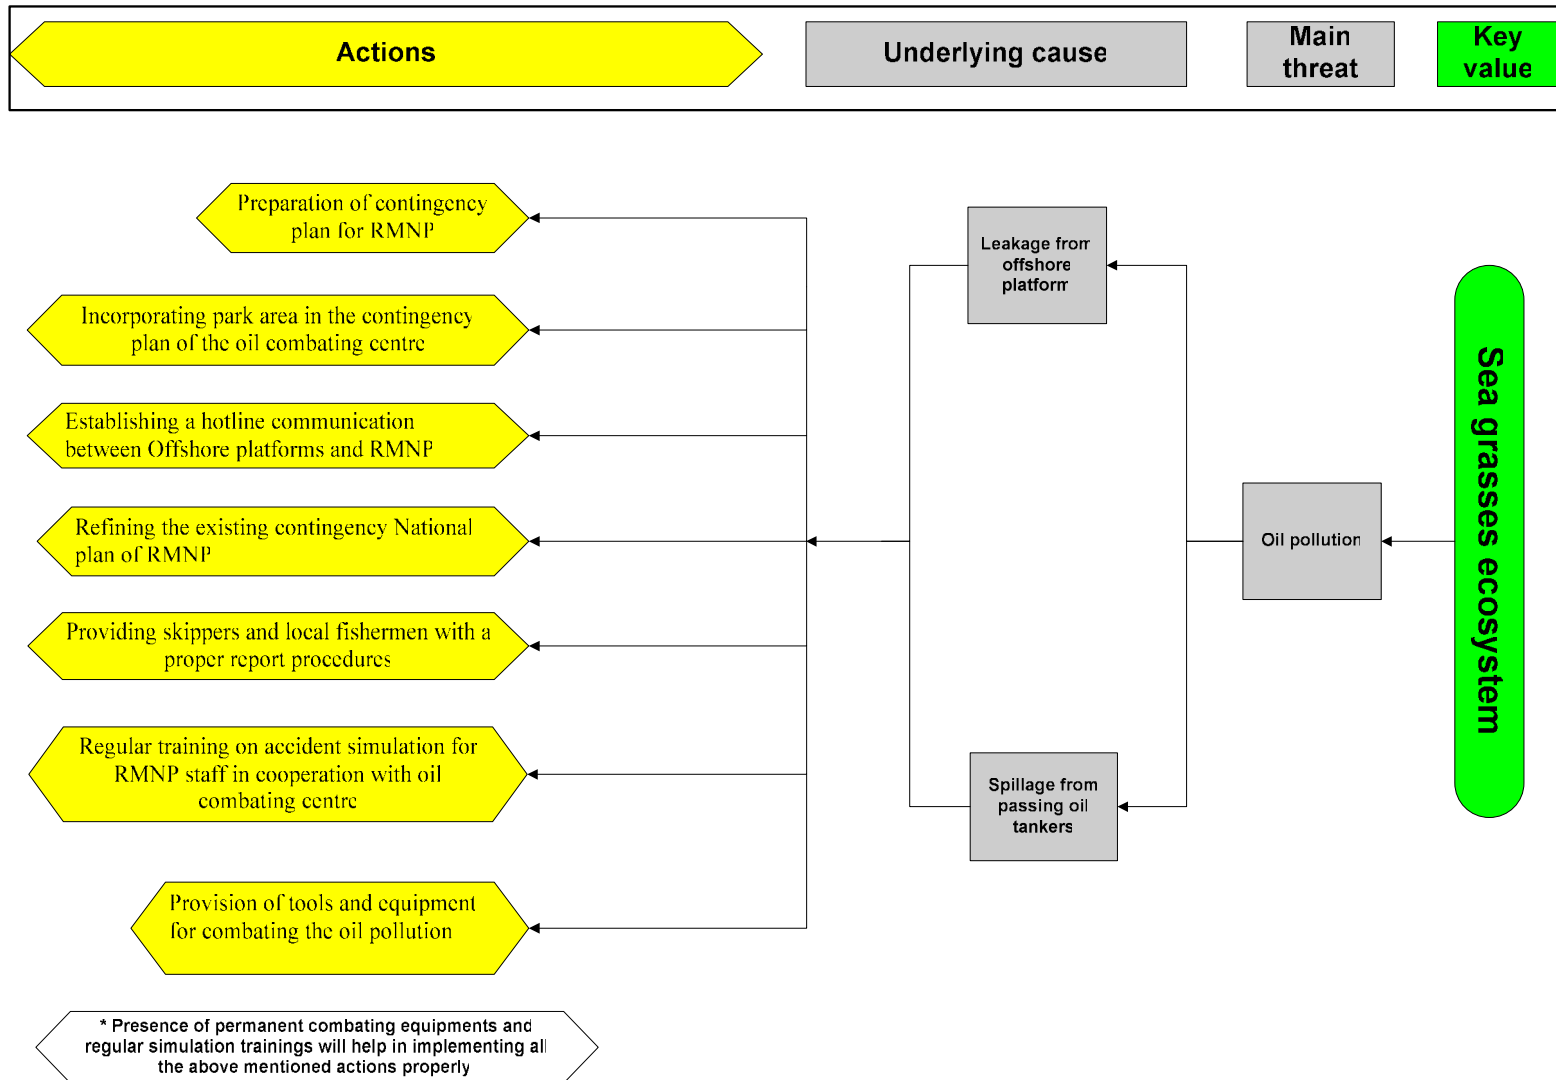 Actions
Underlying cause
Main
threat
Key
value
Preparation of contingency
plan for RMNP
Incorporating park area in the contingency
plan of the oil combating centre
Establishing a hotline communication
between Offshore platforms and RMNP
Refining the existing contingency National
plan of RMNP
Providing skippers and local fishermen with a
proper report procedures
Regular training on accident simulation for
RMNP staff in cooperation with oil
combating centre
Provision of tools and equipment
for combating the oil pollution
* Presence of permanent combating equipments and
regular simulation trainings will help in implementing all
the above mentioned actions properly
Leakage from
offshore
platform
Spillage from
passing oil
tankers
Oil pollution
Sea grasses ecosystem